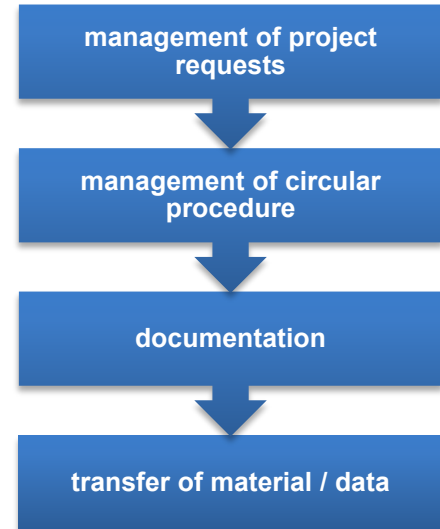 management of project
requests
management of circular
procedure
documentation
transfer of material / data